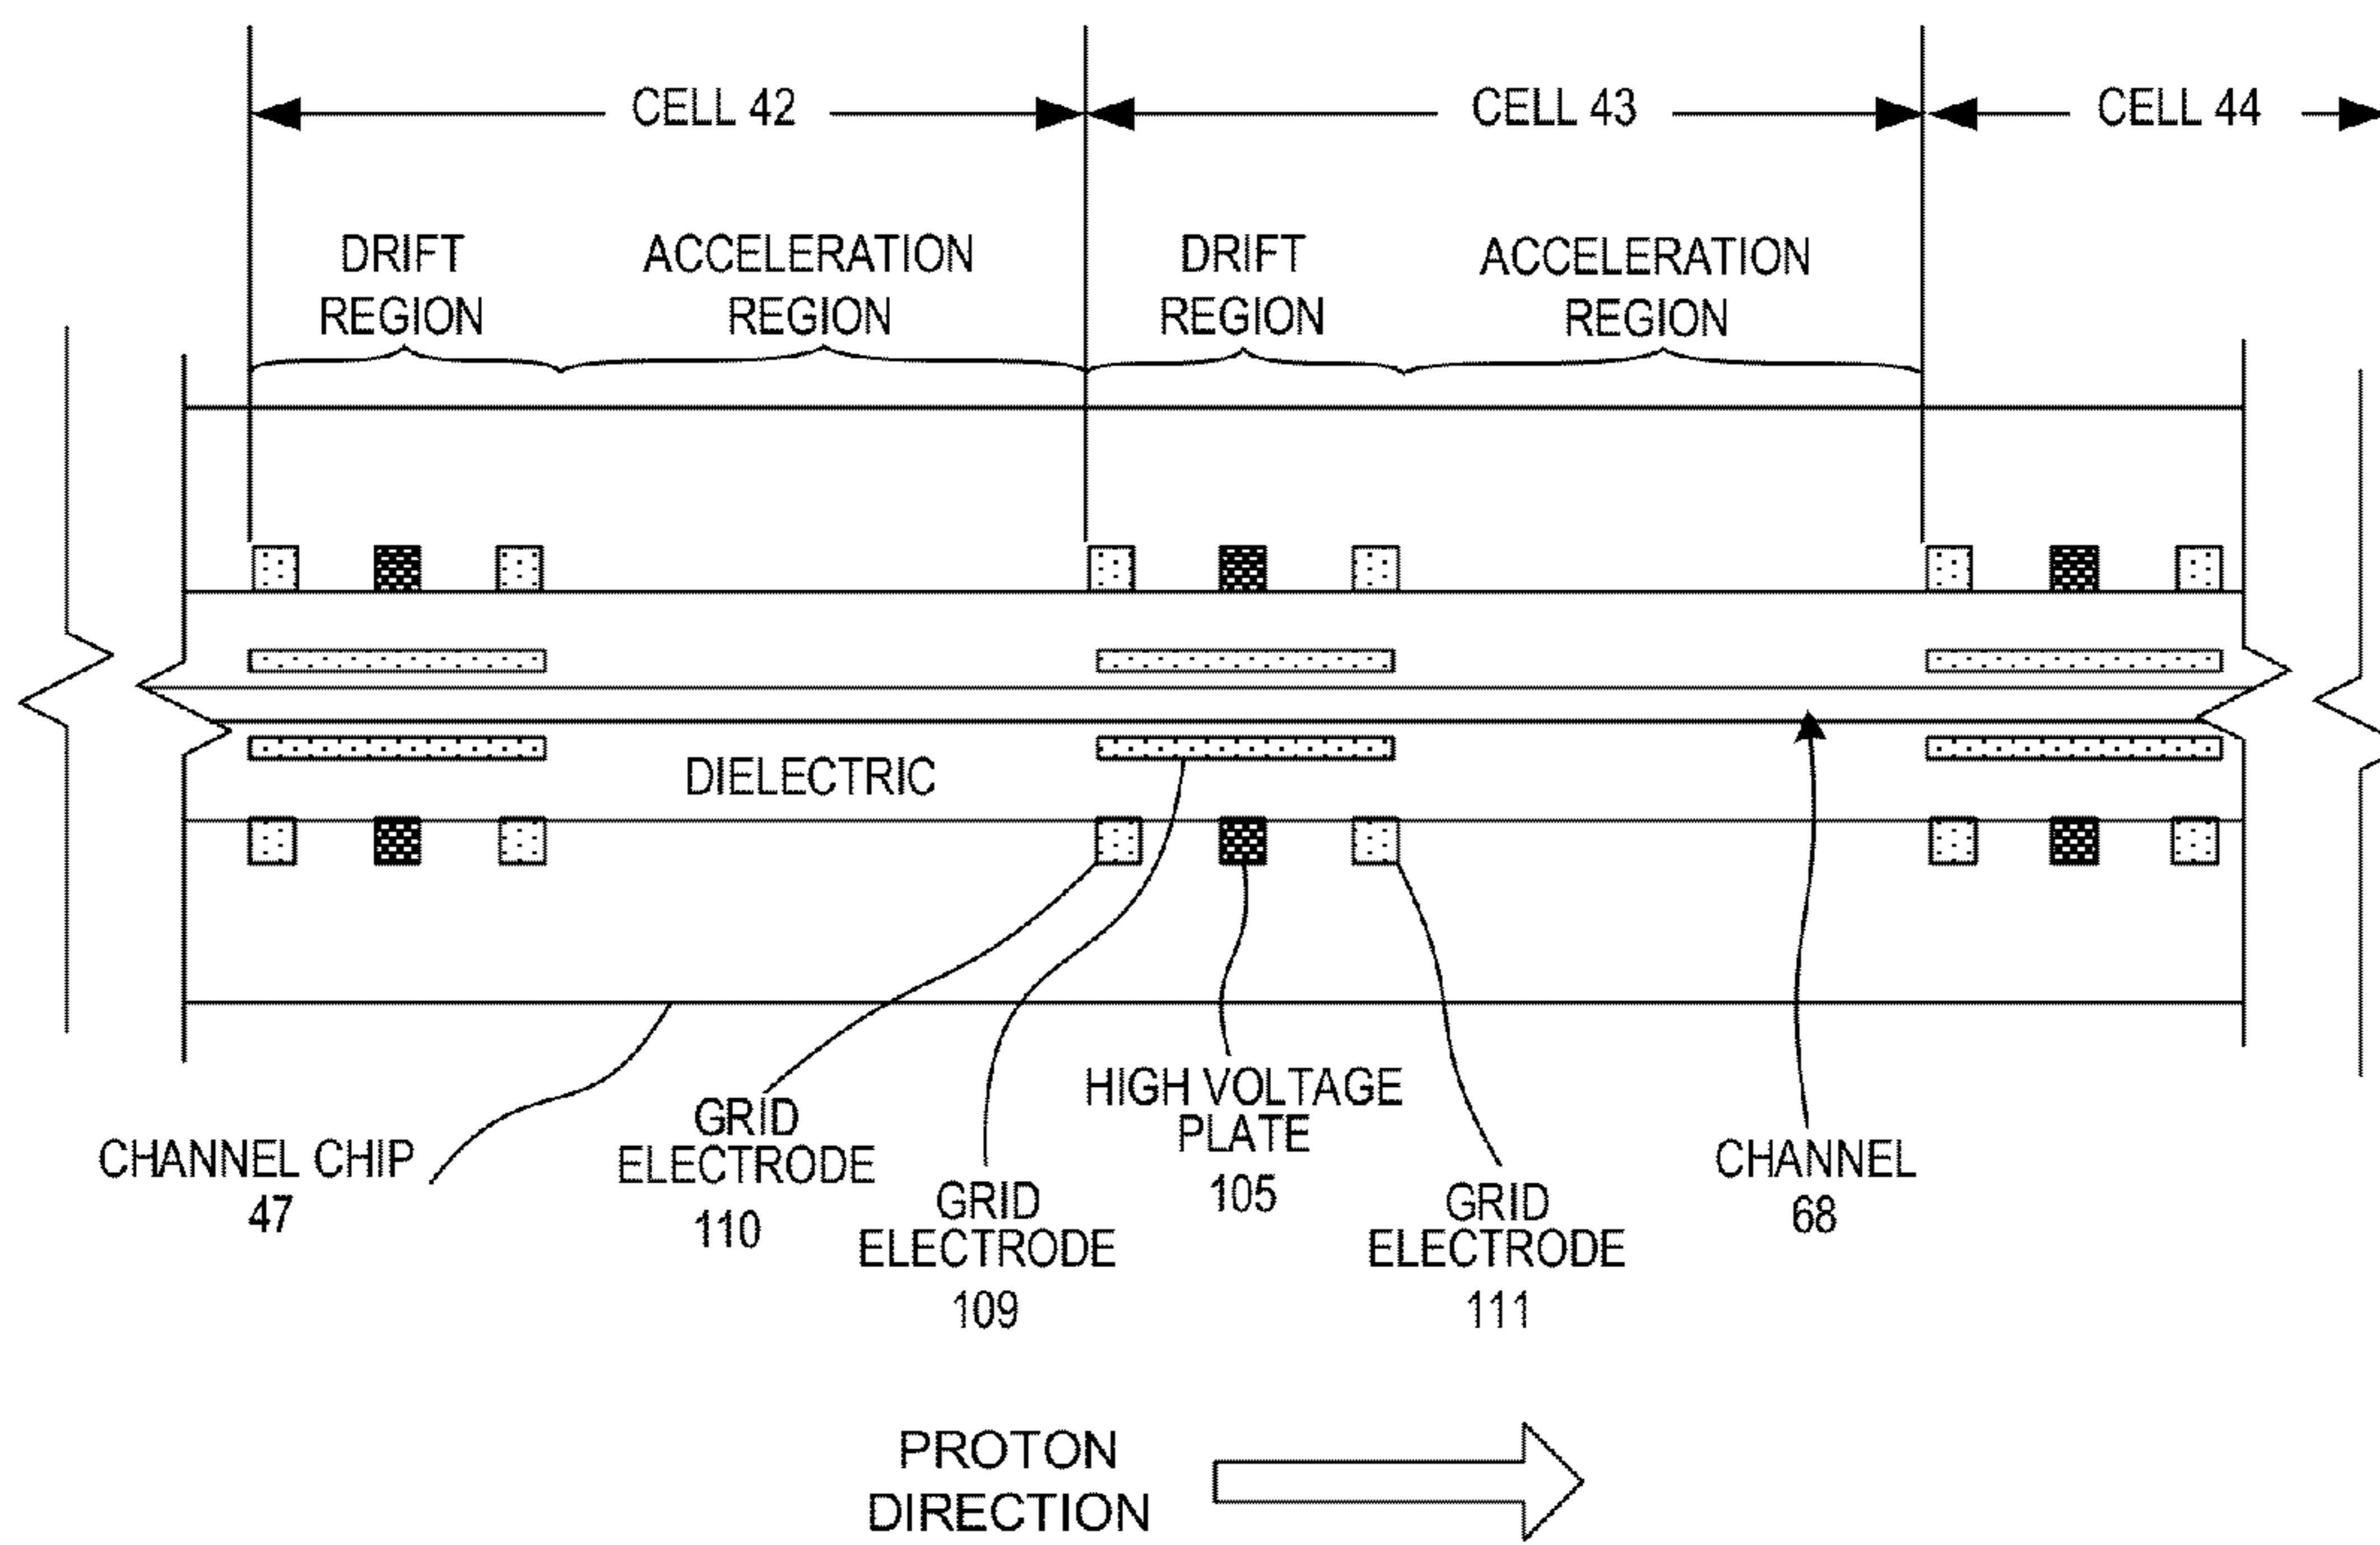 CELL 42
CELL 43
CELL 44
DRIFT
REGION
ACCELERATION
REGION
DRIFT
REGION
ACCELERATION
REGION
DIELECTRIC
CHANNEL CHIP
47
GRID
ELECTRODE
110
GRID
ELECTRODE
109
HIGH VOLTAGE
PLATE
105
GRID
ELECTRODE
111
CHANNEL
68
PROTON
DIRECTION